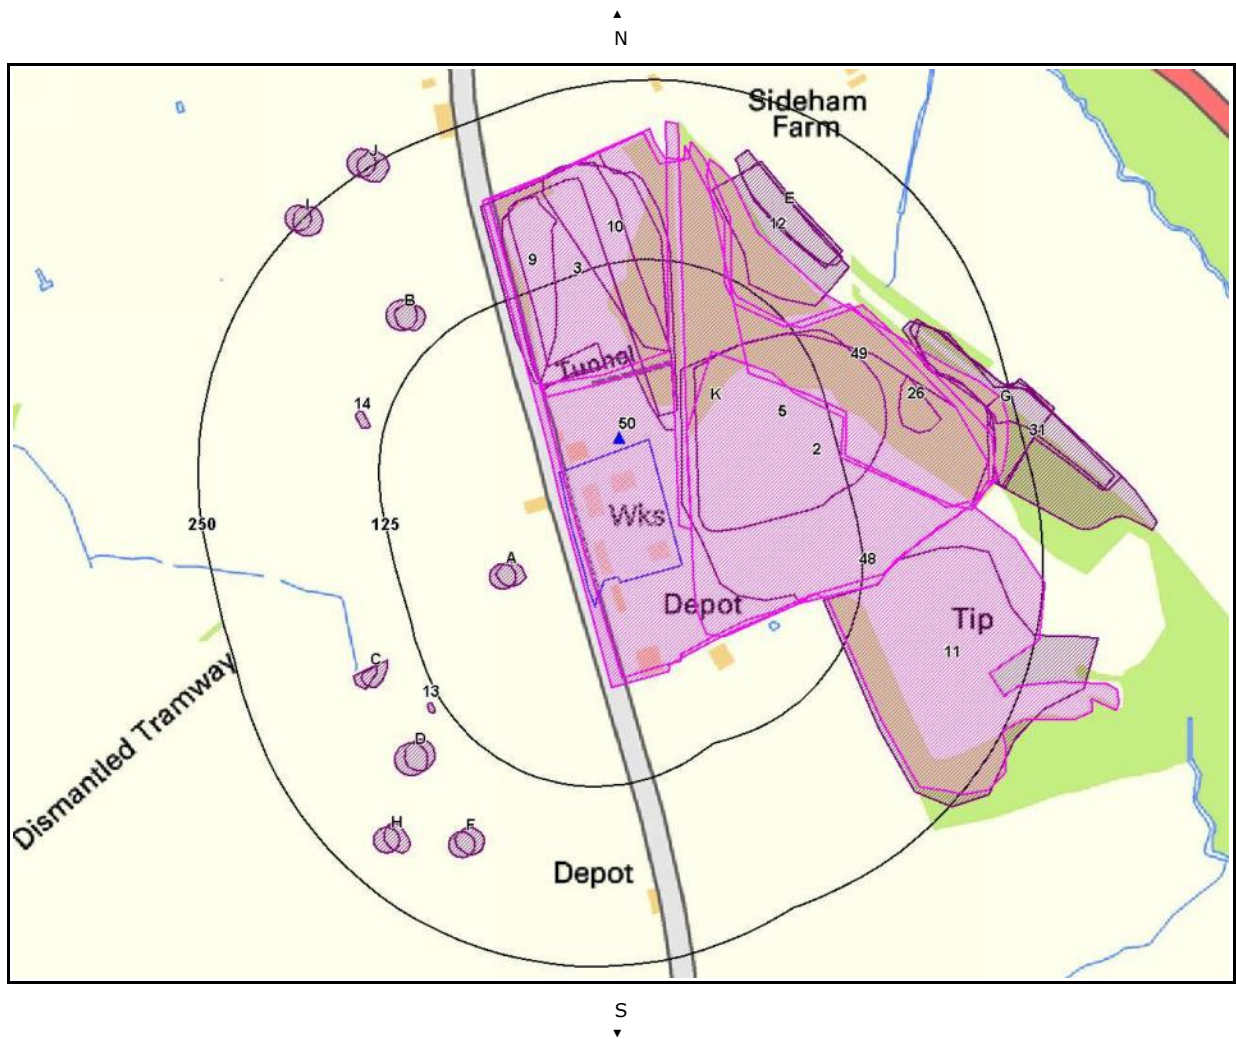 N
Sideham
Farm
J
I
E
12
10
9
3
B
Tunnel
49
K
26
G
14
5
50
31
2
Wks
250
125
A
48
Depot
Tip
11
C
13
Dismantled Tramway
D
H
F
Depot
S